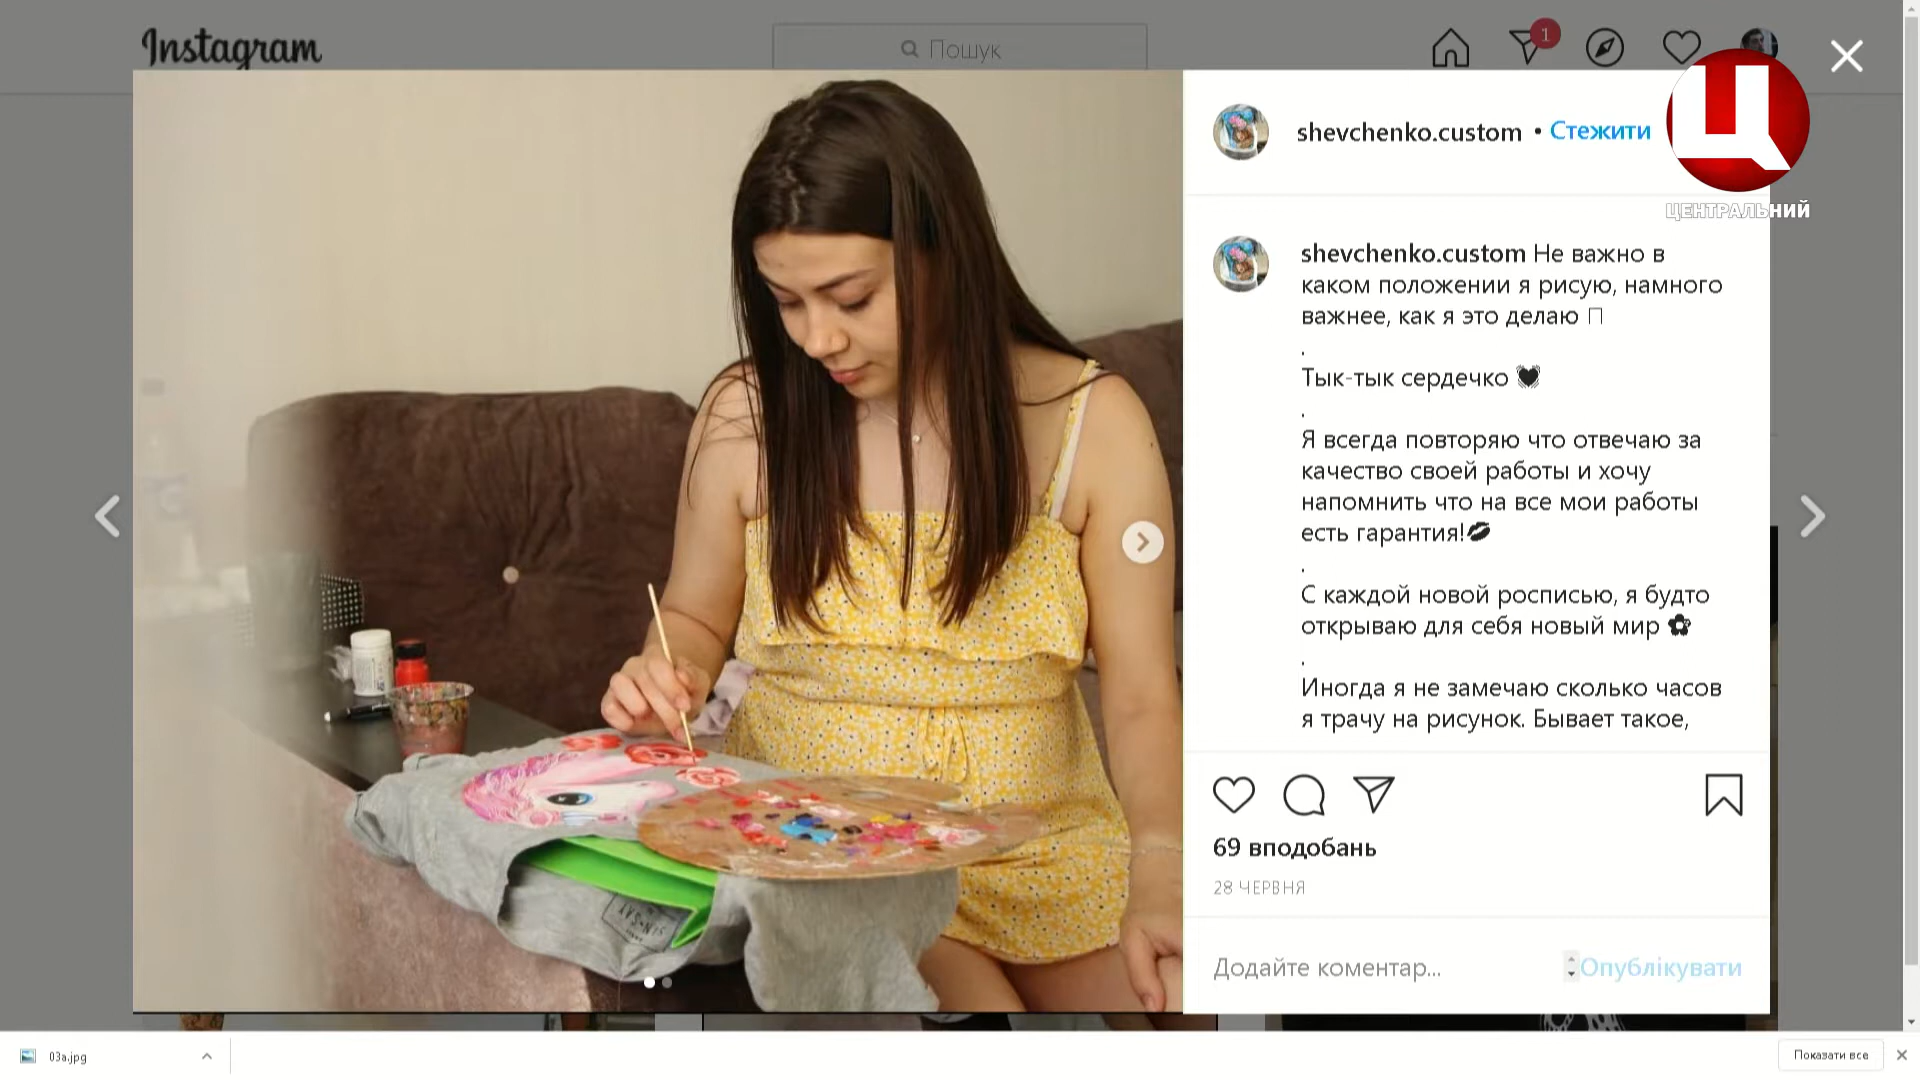 Instagram
Пошук
1
Ц
ЦЕНТРАЛЬНИЙ
shevchenko.custom • Стежити
shevchenko.custom Не важно в
каком положении я рисую, намного
важнее, как я это делаю
.
Тык-тык сердечко 💓
.
Я всегда повторяю что отвечаю за
качество своей работы и хочу
напомнить что на все мои работы
есть гарантия!💋
.
С каждой новой росписью, я будто
открываю для себя новый мир 🌸
.
Иногда я не замечаю сколько часов
я трачу на рисунок. Бывает такое,
69 вподобань
28 ЧЕРВНЯ
Додайте коментар...
Опублікувати
SIN-SAY
03a.jpg
Показати все